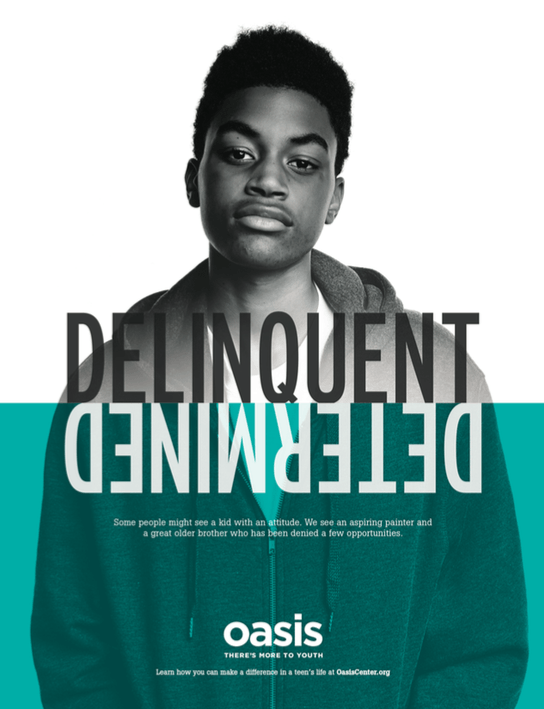 DELINQUENT
DETERMINED
Some people might see a kid with an attitude. We see an aspiring painter and
a great older brother who has been denied a few opportunities.
oasis
THERE'S MORE TO YOUTH
Learn how you can make a difference in a teen's life at OasisCenter.org